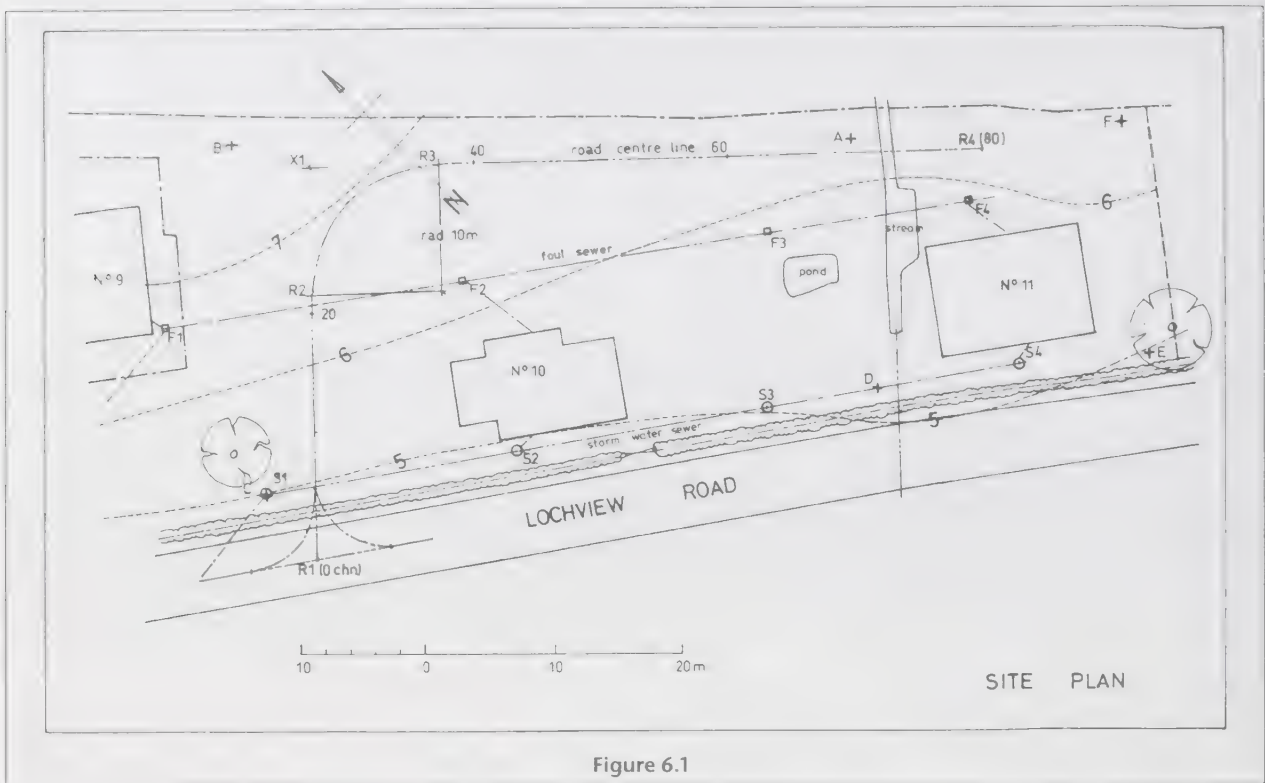 F
B
X1
R3
40
road centre line
60
A
R4 (80)
N
7
rad 10m
foul sewer
F4
6
F3
stream
Nº 9
R2
F2
pond
Nº 11
F1
20
6
Nº 10
E
S4
D
S3
5
storm water sewer
5
S2
S1
LOCHVIEW ROAD
R1 (0 chn)
10 0 10 20m
SITE PLAN
Figure 6.1